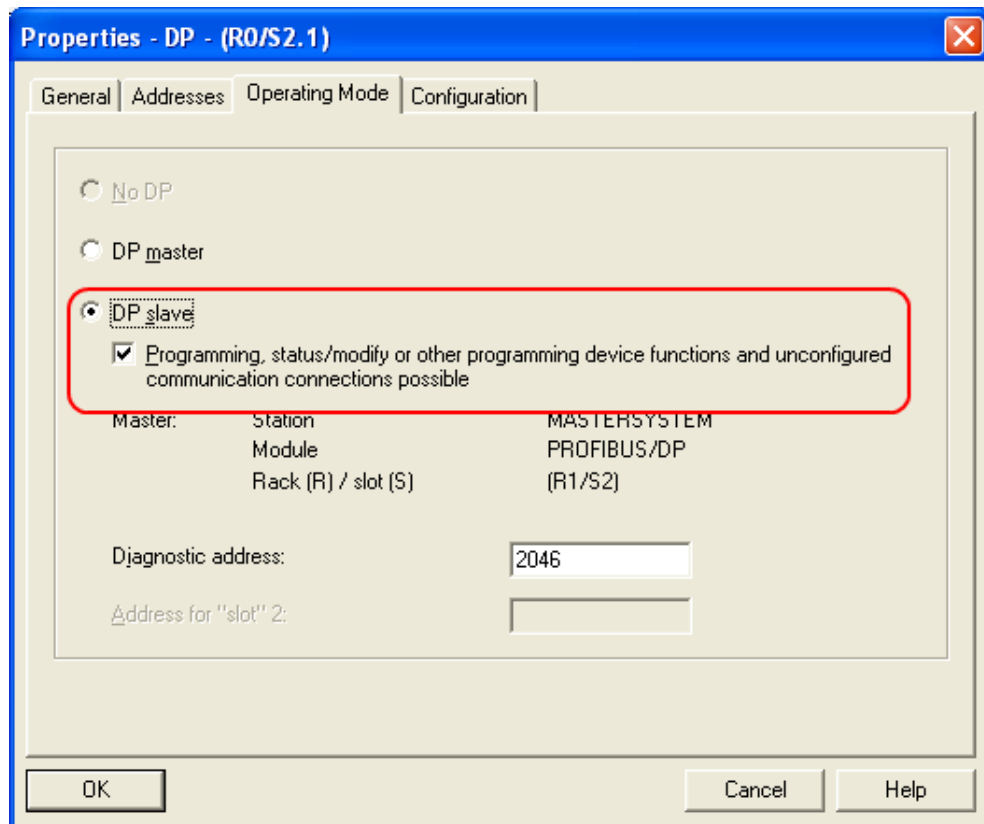 Properties - DP - (R0/S2.1)
General Addresses Operating Mode Configuration
No DP
DP master
DP slave
Programming, status/modify or other programming device functions and unconfigured
communication connections possible
Master: Station MASTERSYSTEM
Module PROFIBUS/DP
Rack (R) / slot (S) (R1/S2)
Diagnostic address: 2046
Address for "slot" 2:
OK Cancel Help